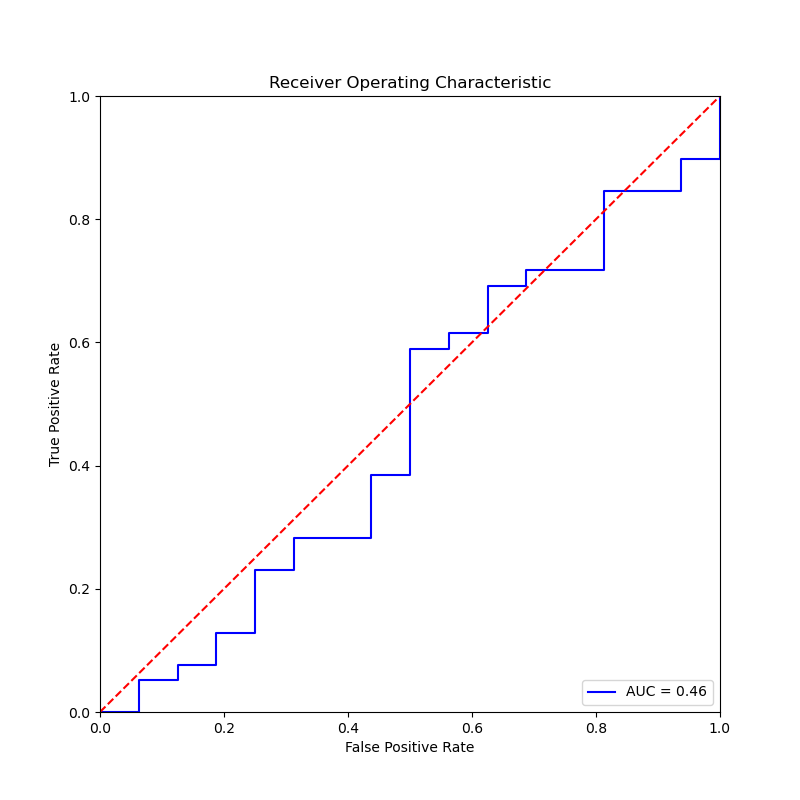 Receiver Operating Characteristic
1.0
0.8
0.6
0.4
0.2
0.0
True Positive Rate
AUC = 0.46
0.0 0.2 0.4 0.6 0.8 1.0
False Positive Rate